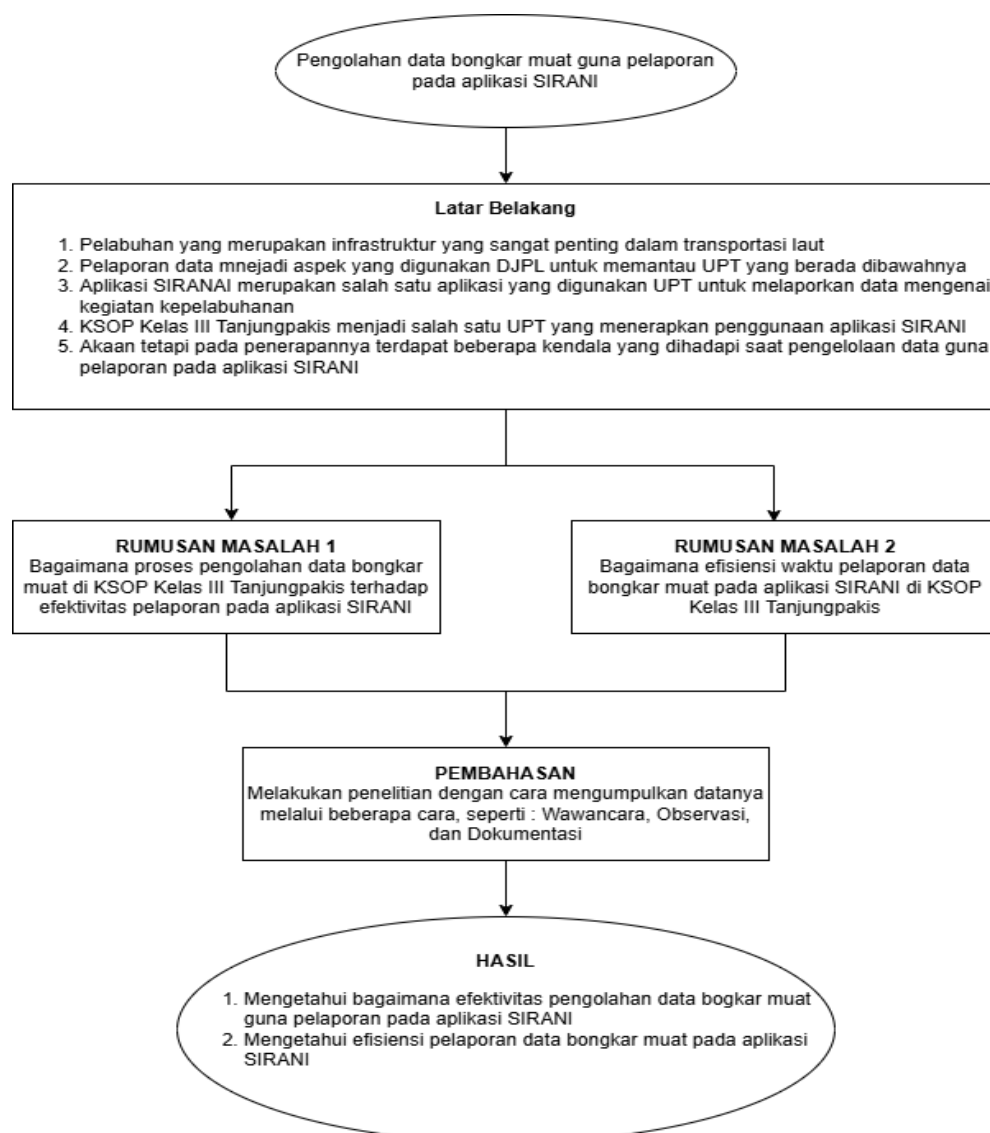 Pengolahan data bongkar muat guna pelaporan
pada aplikasi SIRANI
Latar Belakang
1. Pelabuhan yang merupakan infrastruktur yang sangat penting dalam transportasi laut
2. Pelaporan data mnejadi aspek yang digunakan DJPL untuk memantau UPT yang berada dibawahnya
3. Aplikasi SIRANAI merupakan salah satu aplikasi yang digunakan UPT untuk melaporkan data mengenai
kegiatan kepelabuhanan
4. KSOP Kelas III Tanjungpakis menjadi salah satu UPT yang menerapkan penggunaan aplikasi SIRANI
5. Akaan tetapi pada penerapannya terdapat beberapa kendala yang dihadapi saat pengelolaan data guna
pelaporan pada aplikasi SIRANI
RUMUSAN MASALAH 1
Bagaimana proses pengolahan data bongkar
muat di KSOP Kelas III Tanjungpakis terhadap
efektivitas pelaporan pada aplikasi SIRANI
RUMUSAN MASALAH 2
Bagaimana efisiensi waktu pelaporan data
bongkar muat pada aplikasi SIRANI di KSOP
Kelas III Tanjungpakis
PEMBAHASAN
Melakukan penelitian dengan cara mengumpulkan datanya
melalui beberapa cara, seperti : Wawancara, Observasi,
dan Dokumentasi
HASIL
1. Mengetahui bagaimana efektivitas pengolahan data bogkar muat
guna pelaporan pada aplikasi SIRANI
2. Mengetahui efisiensi pelaporan data bongkar muat pada aplikasi
SIRANI